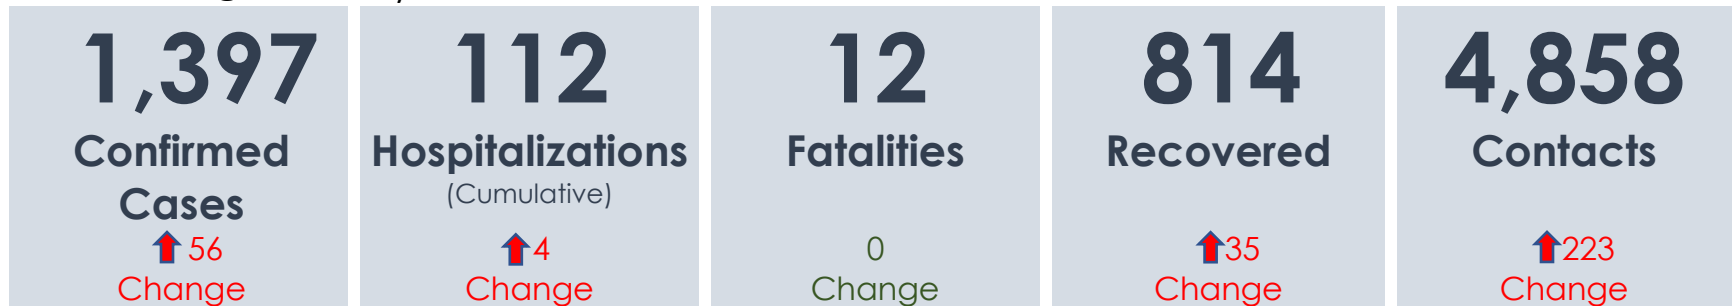 1,397
Confirmed
Cases
56
Change
112
Hospitalizations
(Cumulative)
4
Change
12
Fatalities
0
Change
814
Recovered
35
Change
4,858
Contacts
223
Change